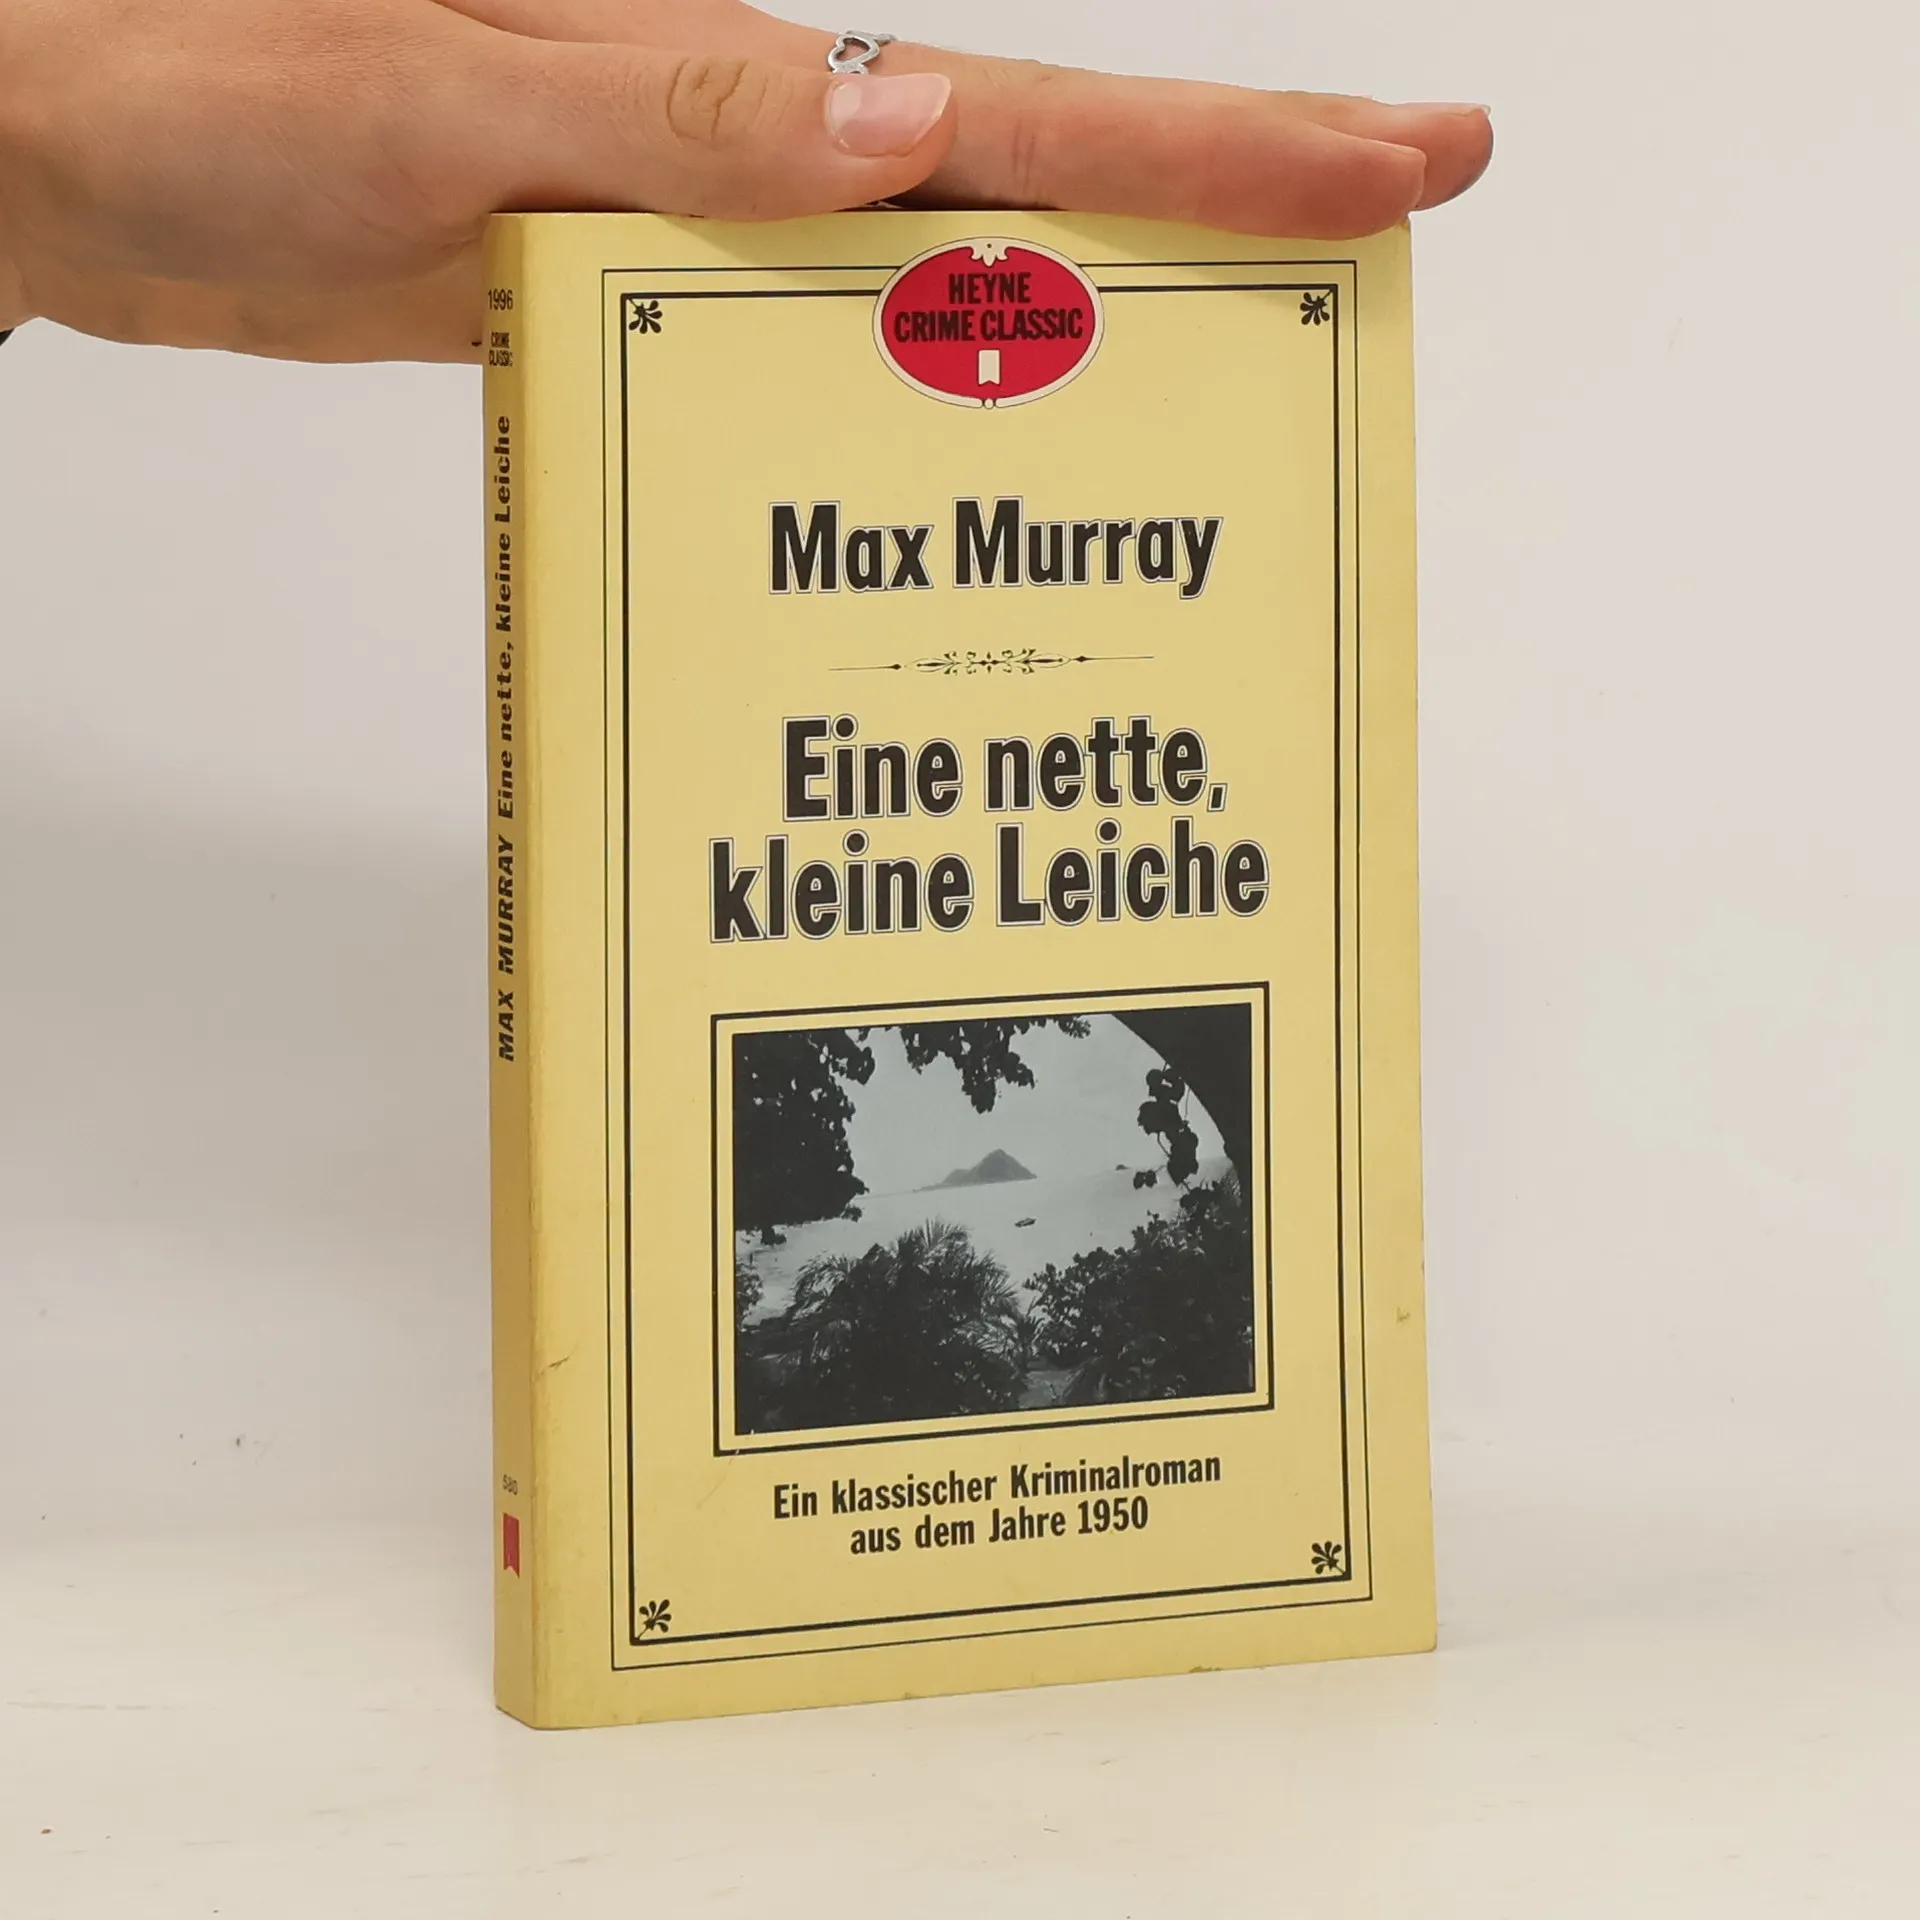 HEYNE
CRIME CLASSIC
Max Murray
Eine nette,
kleine Leiche
Ein klassischer Kriminalroman
aus dem Jahre 1950
1996
CRIME
CLASSIC
MAX MURRAY Eine nette, kleine Leiche
580